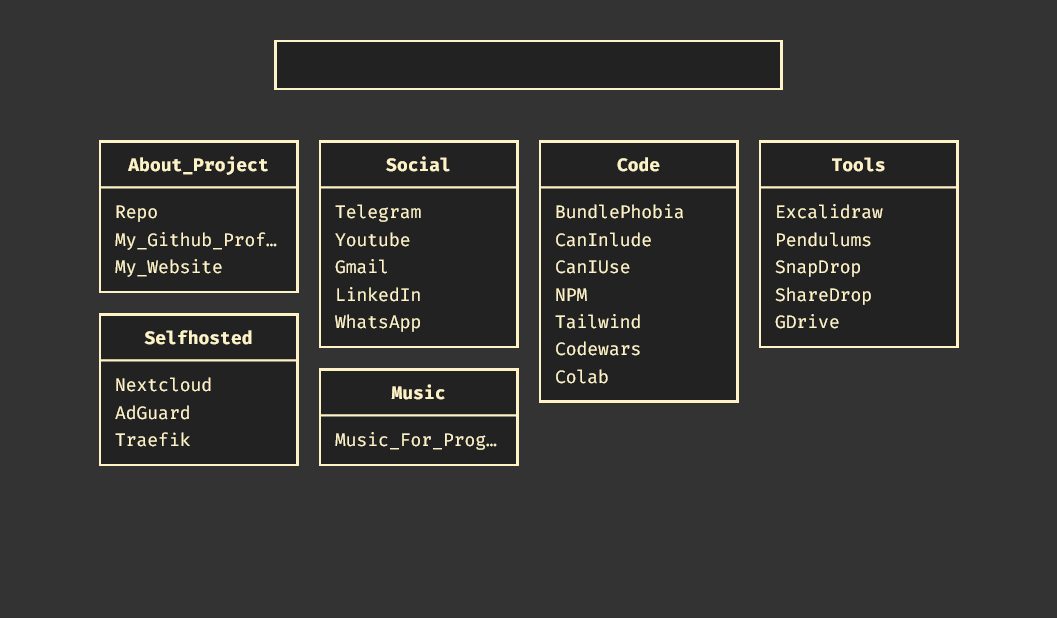 About_Project
Repo
My_Github_Prof…
My_Website
Selfhosted
Nextcloud
AdGuard
Traefik
Social
Telegram
Youtube
Gmail
LinkedIn
WhatsApp
Music
Music_For_Prog…
Code
BundlePhobia
CanInlude
CanIUse
NPM
Tailwind
Codewars
Colab
Tools
Excalidraw
Pendulums
SnapDrop
ShareDrop
GDrive